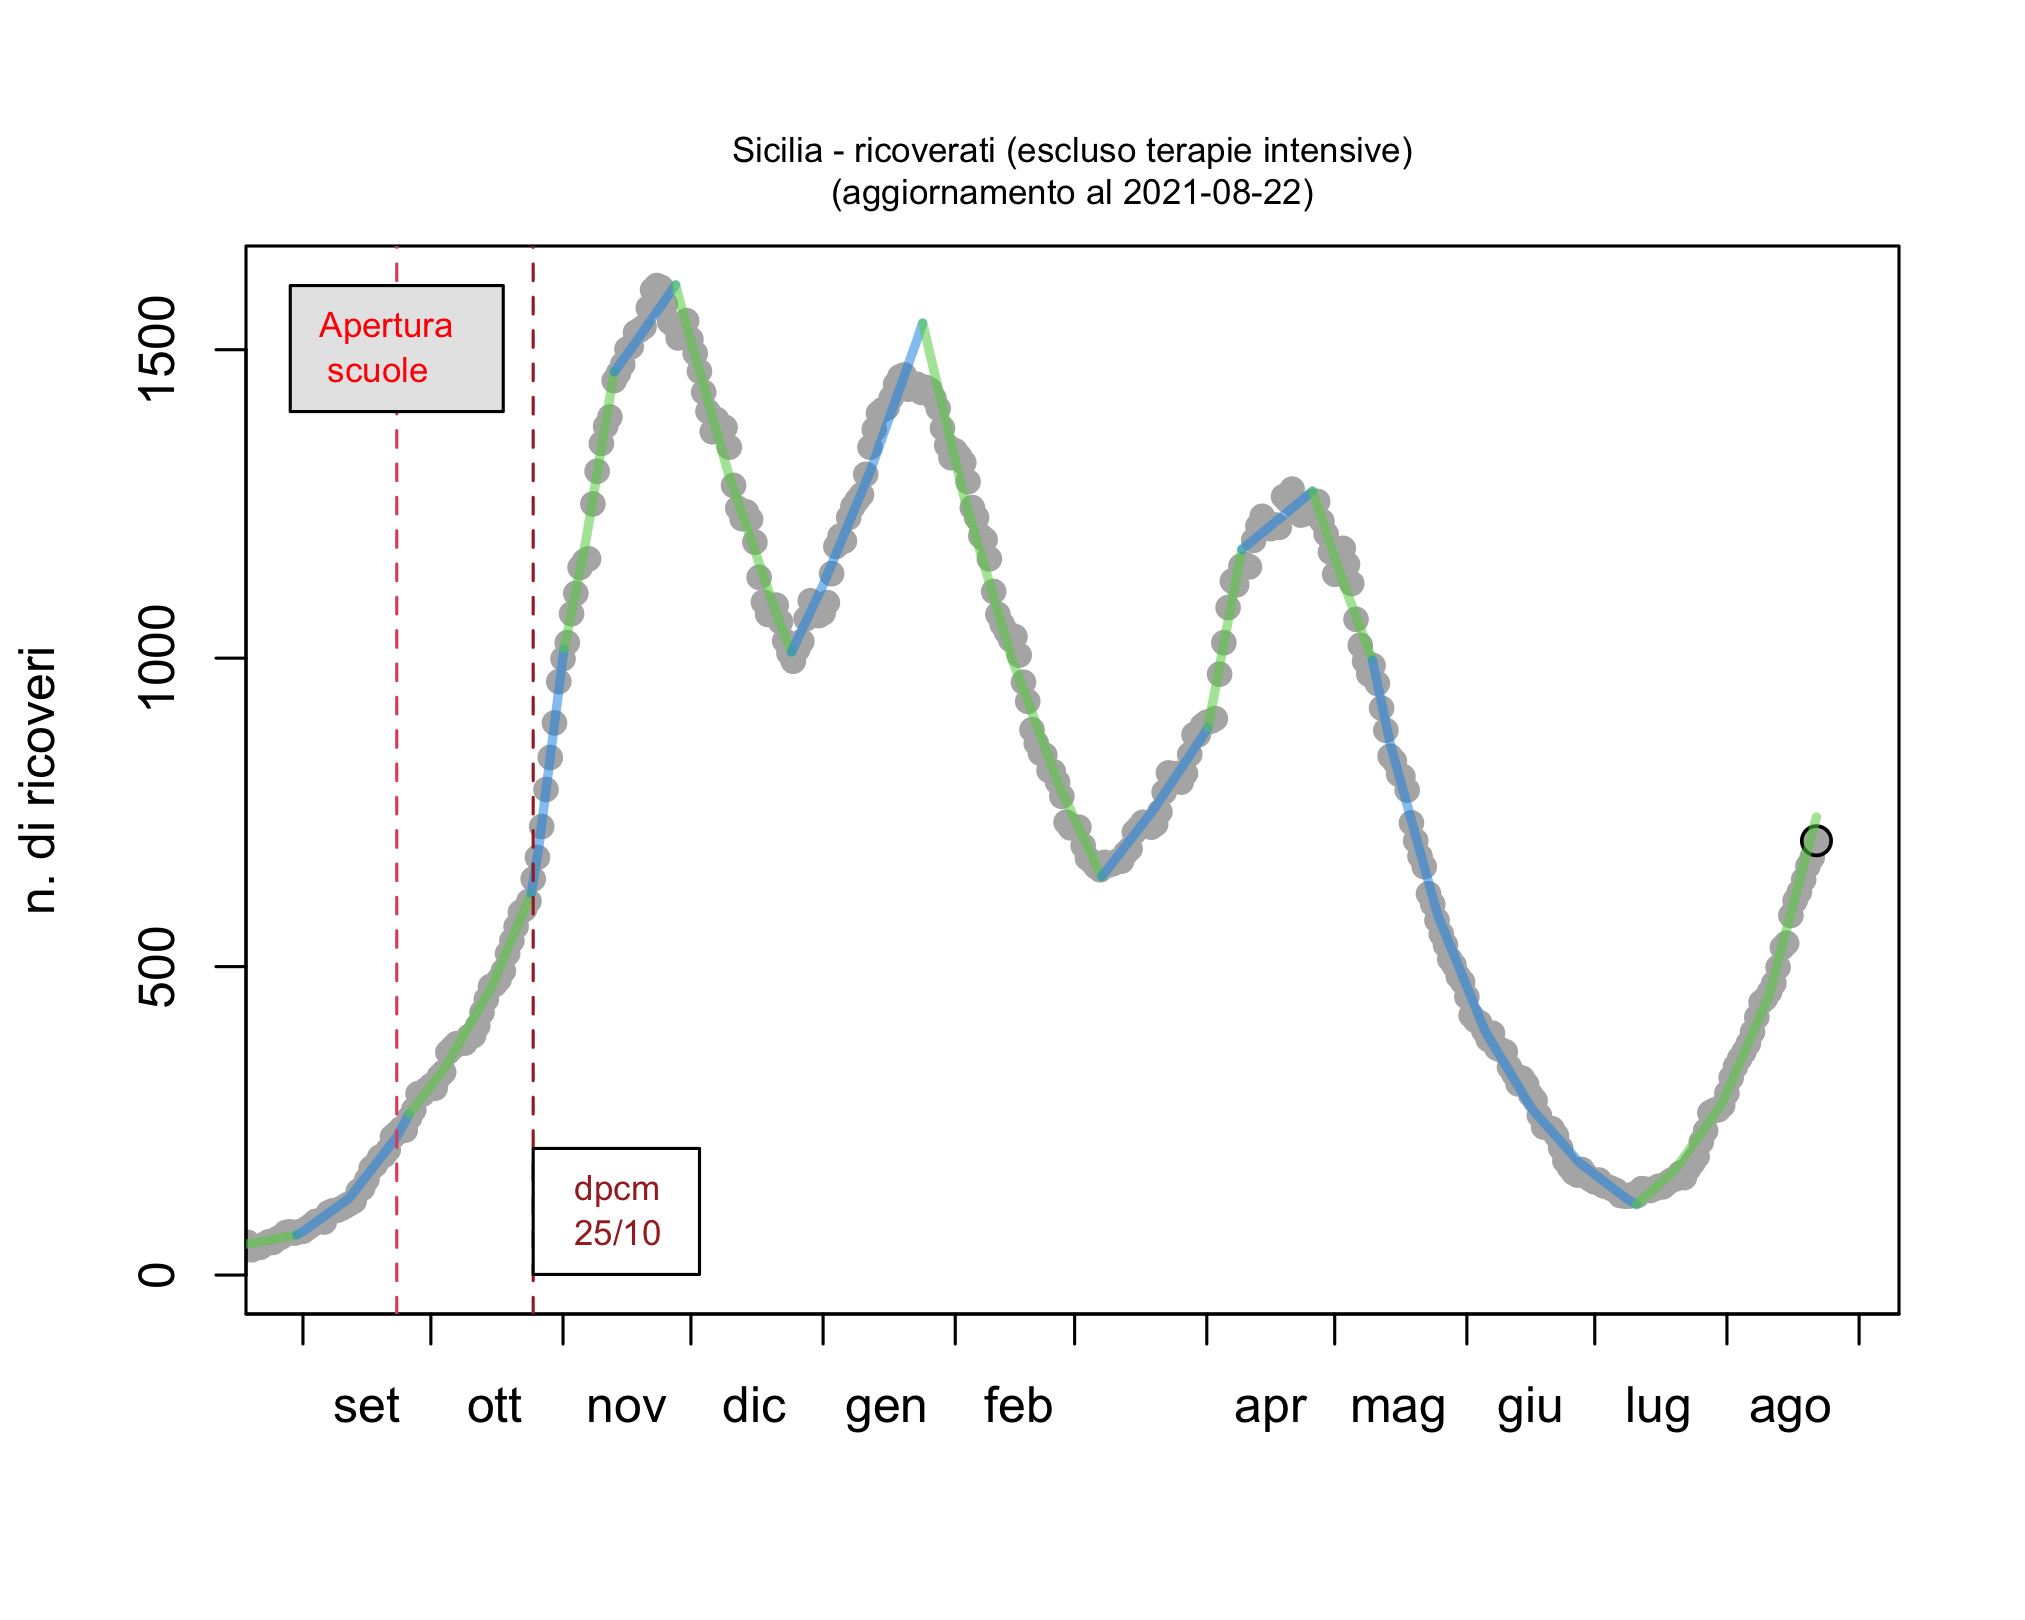 Sicilia - ricoverati (escluso terapie intensive)
(aggiornamento al 2021-08-22)
n. di ricoveri
1500
1000
500
0
Apertura
scuole
dpcm
25/10
set ott nov dic gen feb apr mag giu lug ago